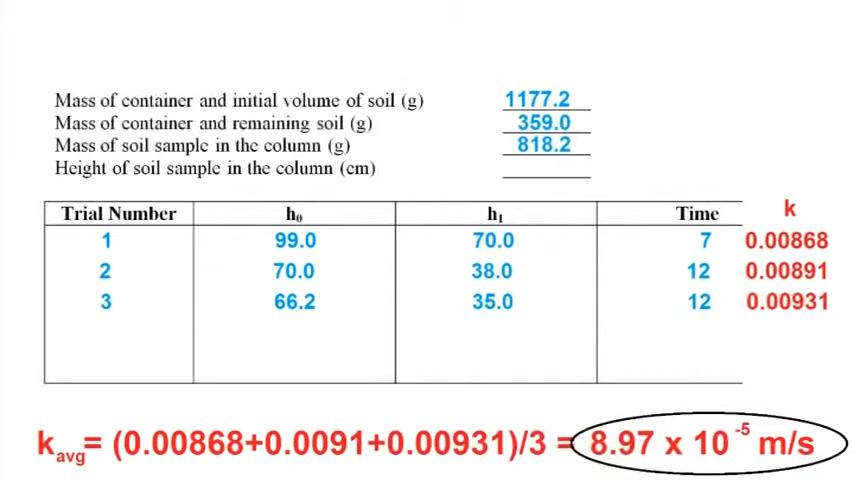 Mass of container and initial volume of soil (g) 1177.2
Mass of container and remaining soil (g) 359.0
Mass of soil sample in the column (g) 818.2
Height of soil sample in the column (cm)
Trial Number h₀ h₁ Time k
1 99.0 70.0 7 0.00868
2 70.0 38.0 12 0.00891
3 66.2 35.0 12 0.00931
kavg= (0.00868+0.0091+0.00931)/3 = 8.97 x 10⁻⁵ m/s